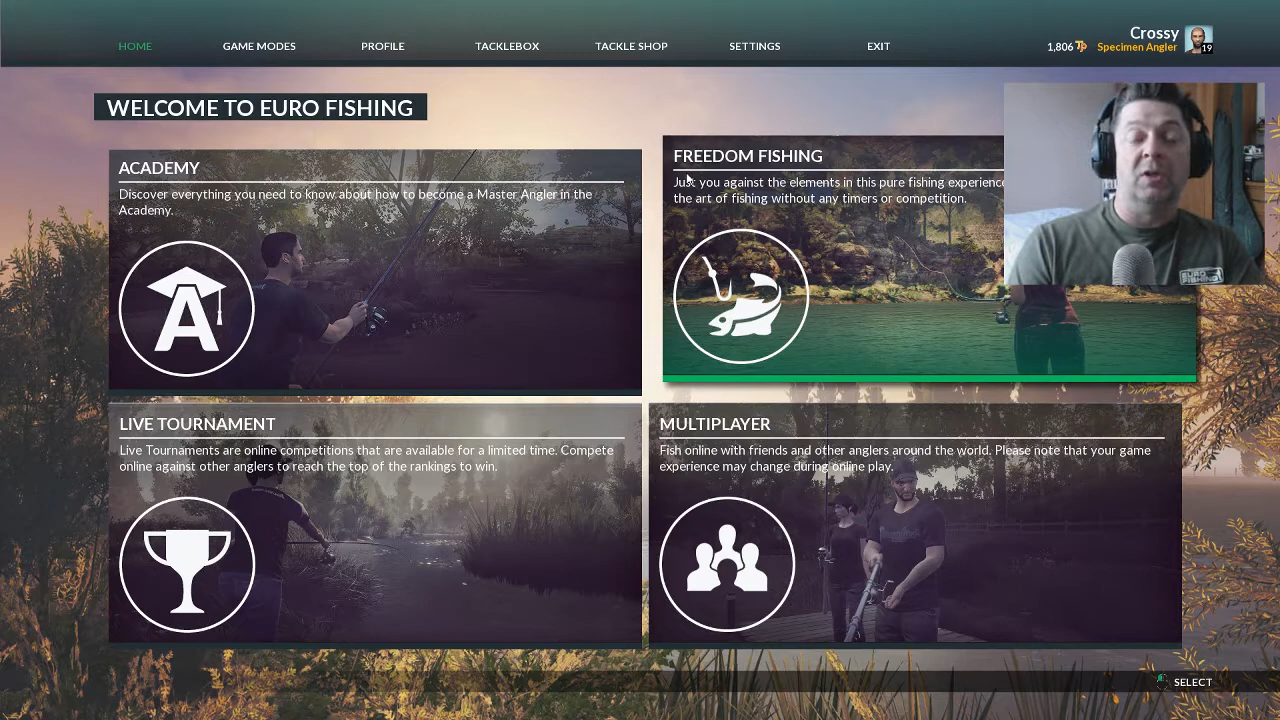 HOME
GAME MODES
PROFILE
TACKLEBOX
TACKLE SHOP
SETTINGS
EXIT
Crossy
1,806
Specimen Angler
19
WELCOME TO EURO FISHING
ACADEMY
Discover everything you need to know about how to become a Master Angler in the
Academy.
A
FREEDOM FISHING
Just you against the elements in this pure fishing experience
the art of fishing without any timers or competition.
EURO
FISHING
LIVE TOURNAMENT
Live Tournaments are online competitions that are available for a limited time. Compete
online against other anglers to reach the top of the rankings to win.
MULTIPLAYER
Fish online with friends and other anglers around the world. Please note that your game
experience may change during online play.
SELECT